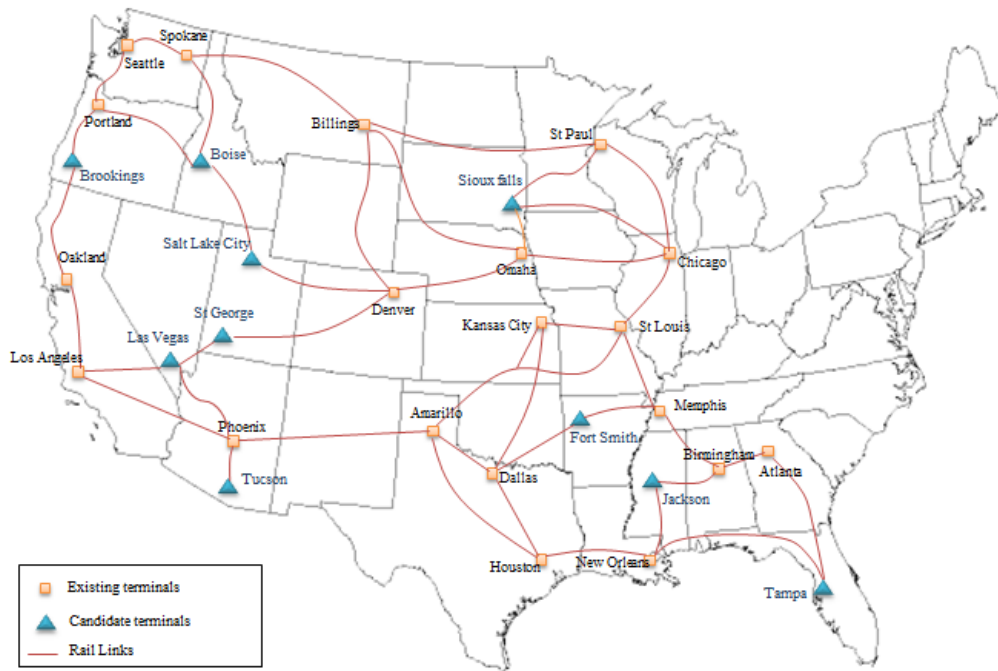 Spokane
Seattle
Portland
Billings
St Paul
Boise
Brookings
Sioux falls
Salt Lake City
Oakland
Omaha
Chicago
Denver
St George
Kansas City
St Louis
Las Vegas
Los Angeles
Amarillo
Memphis
Phoenix
Fort Smith
Birmingham
Atlanta
Dallas
Tucson
Jackson
Houston
New Orleans
Tampa
Existing terminals
Candidate terminals
Rail Links